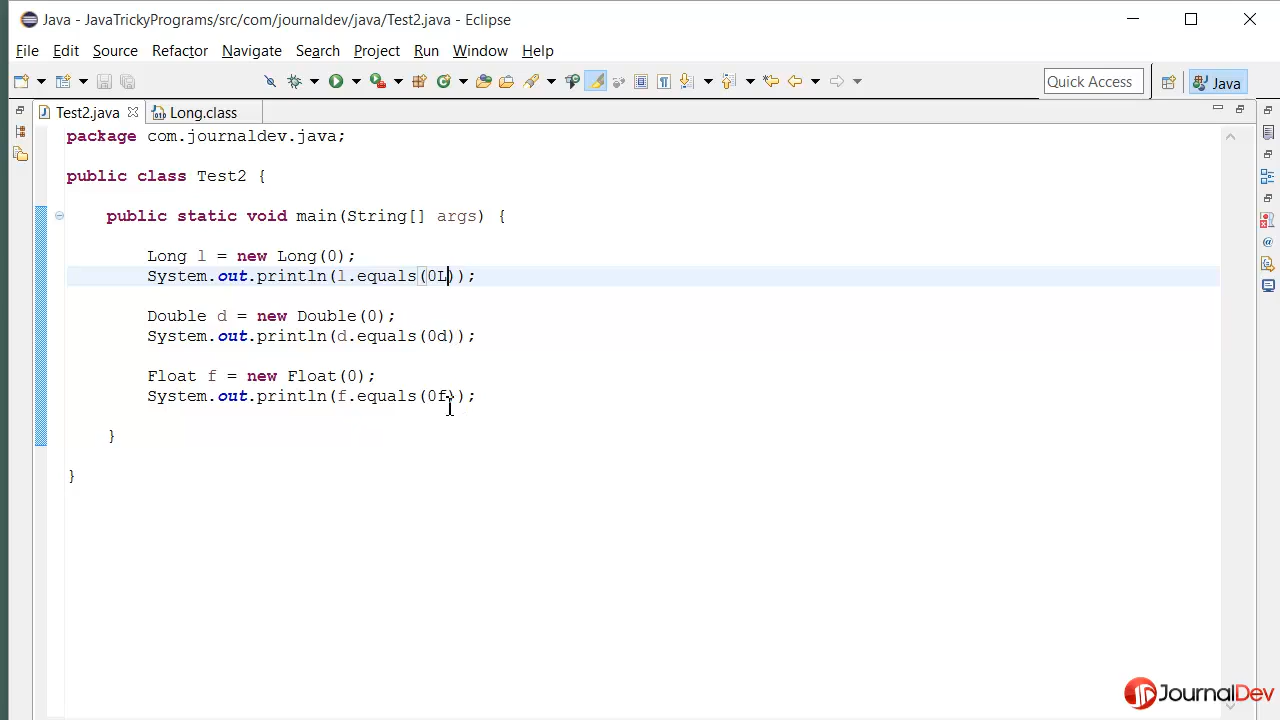 Java - JavaTrickyPrograms/src/com/journaldev/java/Test2.java - Eclipse
File Edit Source Refactor Navigate Search Project Run Window Help
Quick Access Java
Test2.java Long.class
package com.journaldev.java;
public class Test2 {
public static void main(String[] args) {
Long l = new Long(0);
System.out.println(l.equals(0L));
Double d = new Double(0);
System.out.println(d.equals(0d));
Float f = new Float(0);
System.out.println(f.equals(0f));
}
}
JournalDev